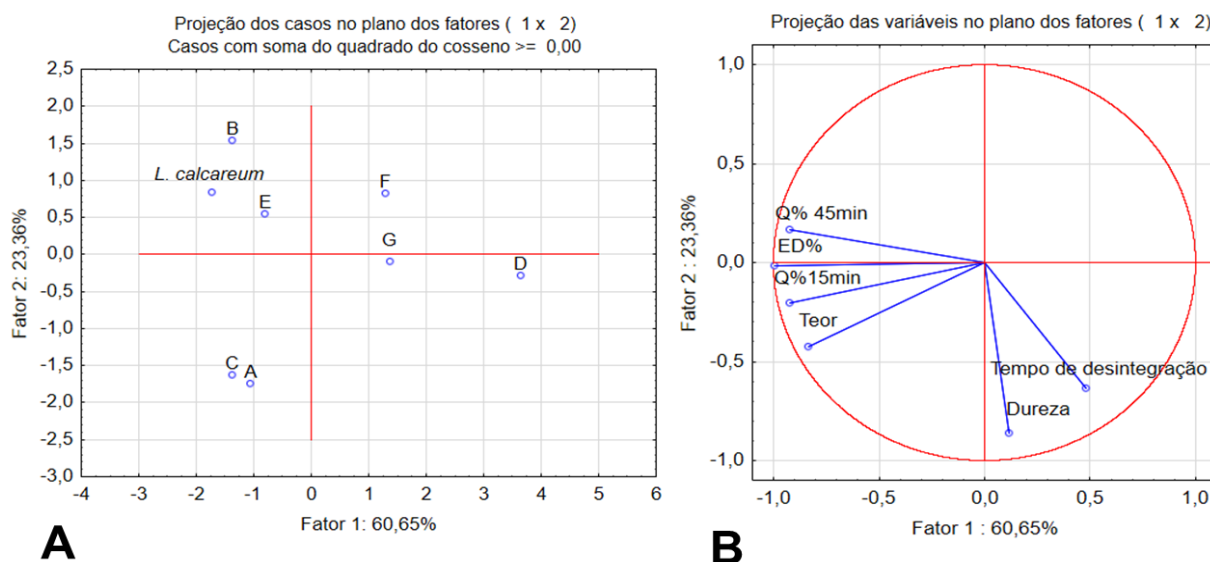 Projeção dos casos no plano dos fatores ( 1 x 2)
Casos com soma do quadrado do cosseno >= 0,00
2,5
2,0
1,5
1,0
0,5
0,0
-0,5
-1,0
-1,5
-2,0
-2,5
-3,0
Fator 2: 23,36%
B
L. calcareum
E
F
G
D
C
A
-4
-3
-2
-1
0
1
2
3
4
5
6
Fator 1: 60,65%
A
Projeção das variáveis no plano dos fatores ( 1 x 2)
1,0
0,5
0,0
-0,5
-1,0
Fator 2 : 23,36%
Q% 45min
ED%
Q%15min
Teor
Tempo de desintegração
Dureza
-1,0
-0,5
0,0
0,5
1,0
Fator 1 : 60,65%
B